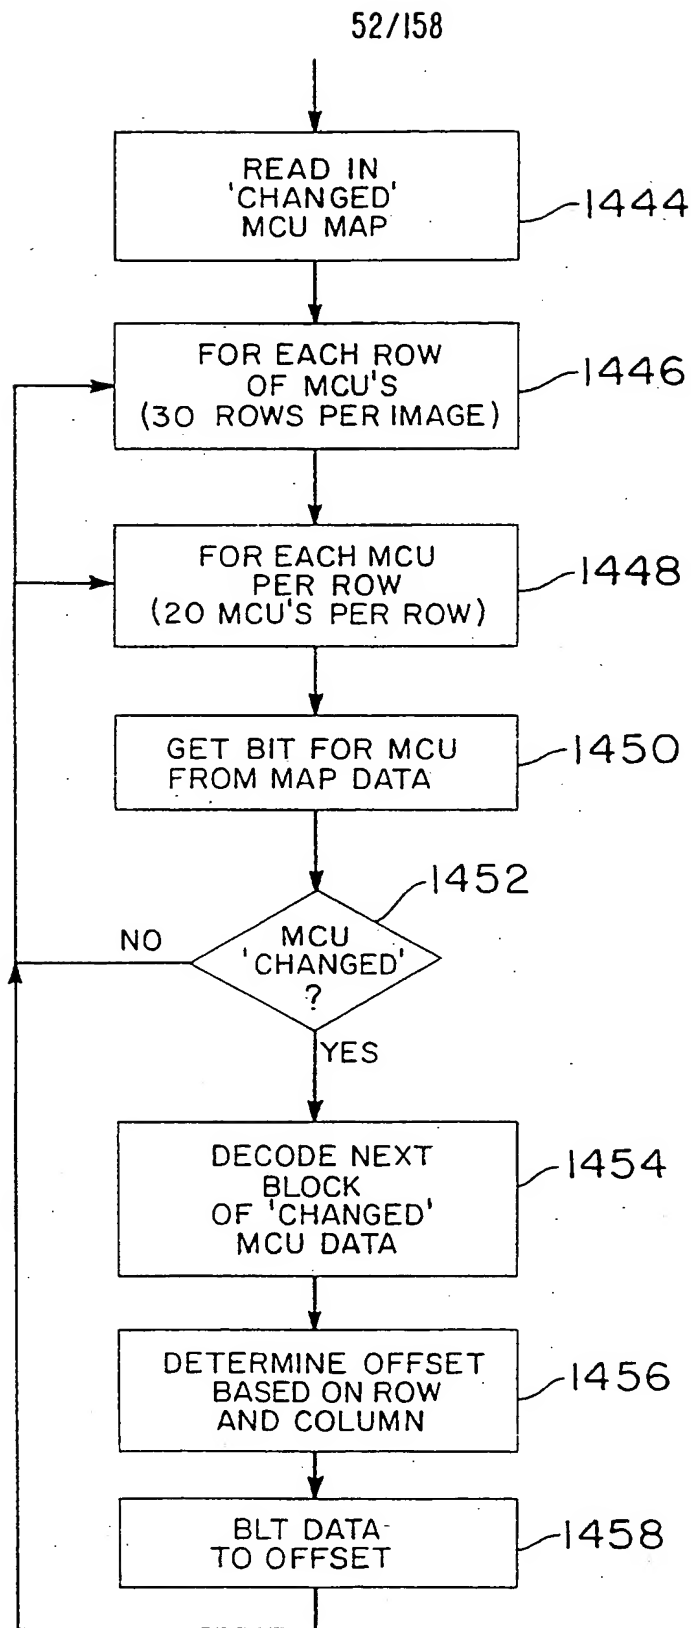 52/158
READ IN
'CHANGED'
MCU MAP
1444
FOR EACH ROW
OF MCU'S
(30 ROWS PER IMAGE)
1446
FOR EACH MCU
PER ROW
(20 MCU'S PER ROW)
1448
GET BIT FOR MCU
FROM MAP DATA
1450
1452
MCU
'CHANGED'
?
NO
YES
DECODE NEXT
BLOCK
OF 'CHANGED'
MCU DATA
1454
DETERMINE OFFSET
BASED ON ROW
AND COLUMN
1456
BLT DATA
TO OFFSET
1458